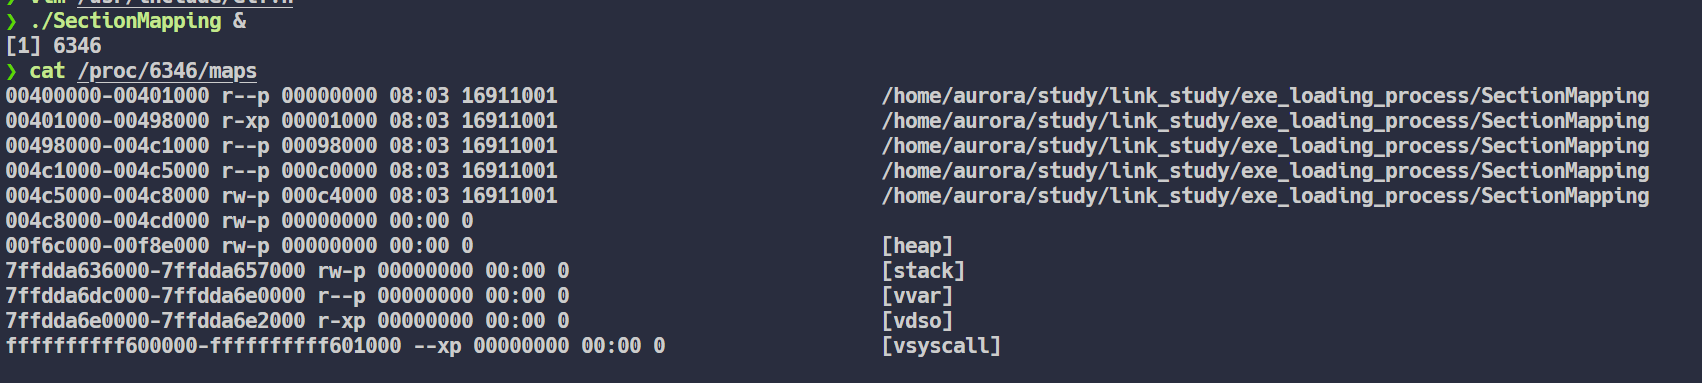 ❯ ./SectionMapping &
[1] 6346
❯ cat /proc/6346/maps
00400000-00401000 r--p 00000000 08:03 16911001 /home/aurora/study/link_study/exe_loading_process/SectionMapping
00401000-00498000 r-xp 00001000 08:03 16911001 /home/aurora/study/link_study/exe_loading_process/SectionMapping
00498000-004c1000 r--p 00098000 08:03 16911001 /home/aurora/study/link_study/exe_loading_process/SectionMapping
004c1000-004c5000 r--p 000c0000 08:03 16911001 /home/aurora/study/link_study/exe_loading_process/SectionMapping
004c5000-004c8000 rw-p 000c4000 08:03 16911001 /home/aurora/study/link_study/exe_loading_process/SectionMapping
004c8000-004cd000 rw-p 00000000 00:00 0
00f6c000-00f8e000 rw-p 00000000 00:00 0 [heap]
7ffdda636000-7ffdda657000 rw-p 00000000 00:00 0 [stack]
7ffdda6dc000-7ffdda6e0000 r--p 00000000 00:00 0 [vvar]
7ffdda6e0000-7ffdda6e2000 r-xp 00000000 00:00 0 [vdso]
ffffffffff600000-ffffffffff601000 --xp 00000000 00:00 0 [vsyscall]